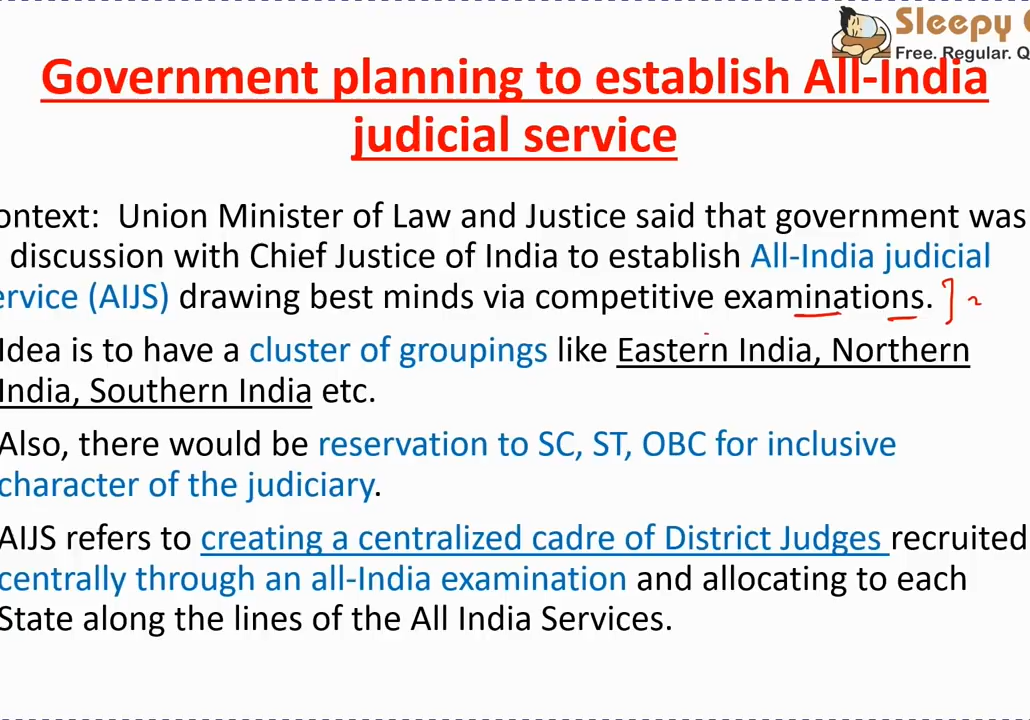 Sleepy
Free. Regular. Q
Government planning to establish All-India
judicial service
ontext: Union Minister of Law and Justice said that government was
discussion with Chief Justice of India to establish All-India judicial
ervice (AIJS) drawing best minds via competitive examinations.
Idea is to have a cluster of groupings like Eastern India, Northern
India, Southern India etc.
Also, there would be reservation to SC, ST, OBC for inclusive
character of the judiciary.
AIJS refers to creating a centralized cadre of District Judges recruited
centrally through an all-India examination and allocating to each
State along the lines of the All India Services.